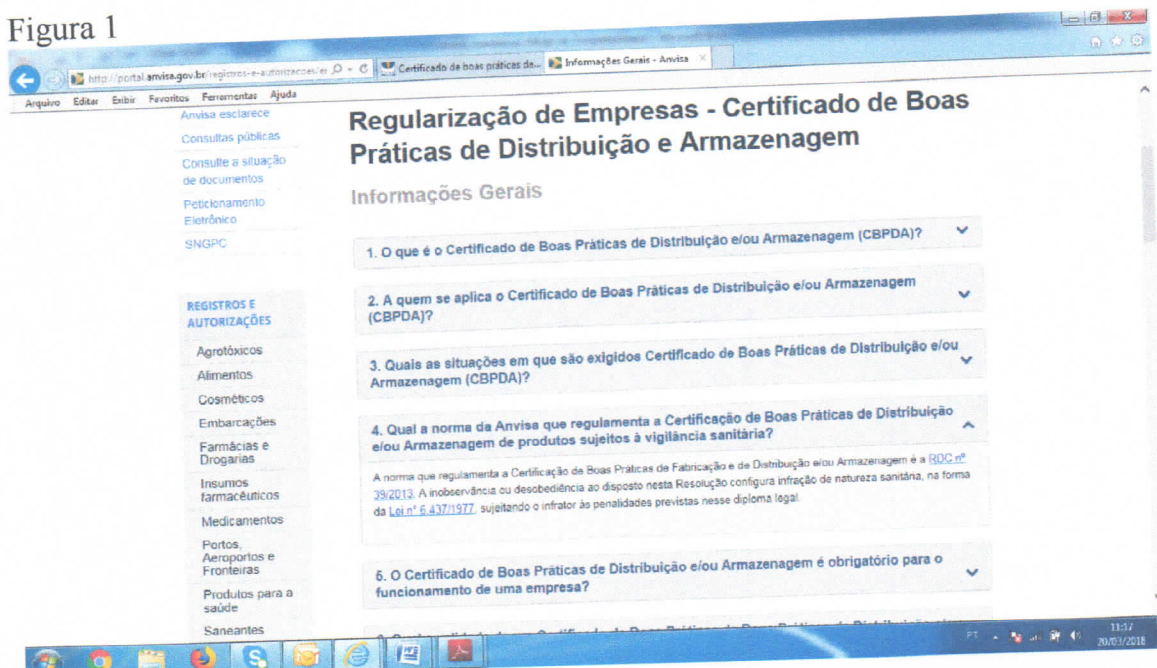 Figura 1
http://portal.anvisa.gov.br/registros-e-autorizacoes/e
Certificado de boas práticas de...
Informações Gerais - Anvisa
Arquivo Editar Exibir Favoritos Ferramentas Ajuda
Anvisa esclarece
Consultas públicas
Consulte a situação
de documentos
Peticionamento
Eletrônico
SNGPC
REGISTROS E
AUTORIZAÇÕES
Agrotóxicos
Alimentos
Cosméticos
Embarcações
Farmácias e
Drogarias
Insumos
farmacêuticos
Medicamentos
Portos,
Aeroportos e
Fronteiras
Produtos para a
saúde
Saneantes
Regularização de Empresas - Certificado de Boas
Práticas de Distribuição e Armazenagem
Informações Gerais
1. O que é o Certificado de Boas Práticas de Distribuição e/ou Armazenagem (CBPDA)?
2. A quem se aplica o Certificado de Boas Práticas de Distribuição e/ou Armazenagem
(CBPDA)?
3. Quais as situações em que são exigidos Certificado de Boas Práticas de Distribuição e/ou
Armazenagem (CBPDA)?
4. Qual a norma da Anvisa que regulamenta a Certificação de Boas Práticas de Distribuição
e/ou Armazenagem de produtos sujeitos à vigilância sanitária?
A norma que regulamenta a Certificação de Boas Práticas de Fabricação e de Distribuição e/ou Armazenagem é a RDC nº
39/2013. A inobservância ou desobediência ao disposto nesta Resolução configura infração de natureza sanitária, na forma
da Lei nº 6.437/1977, sujeitando o infrator às penalidades previstas nesse diploma legal.
5. O Certificado de Boas Práticas de Distribuição e/ou Armazenagem é obrigatório para o
funcionamento de uma empresa?
PT
11:17
20/03/2018